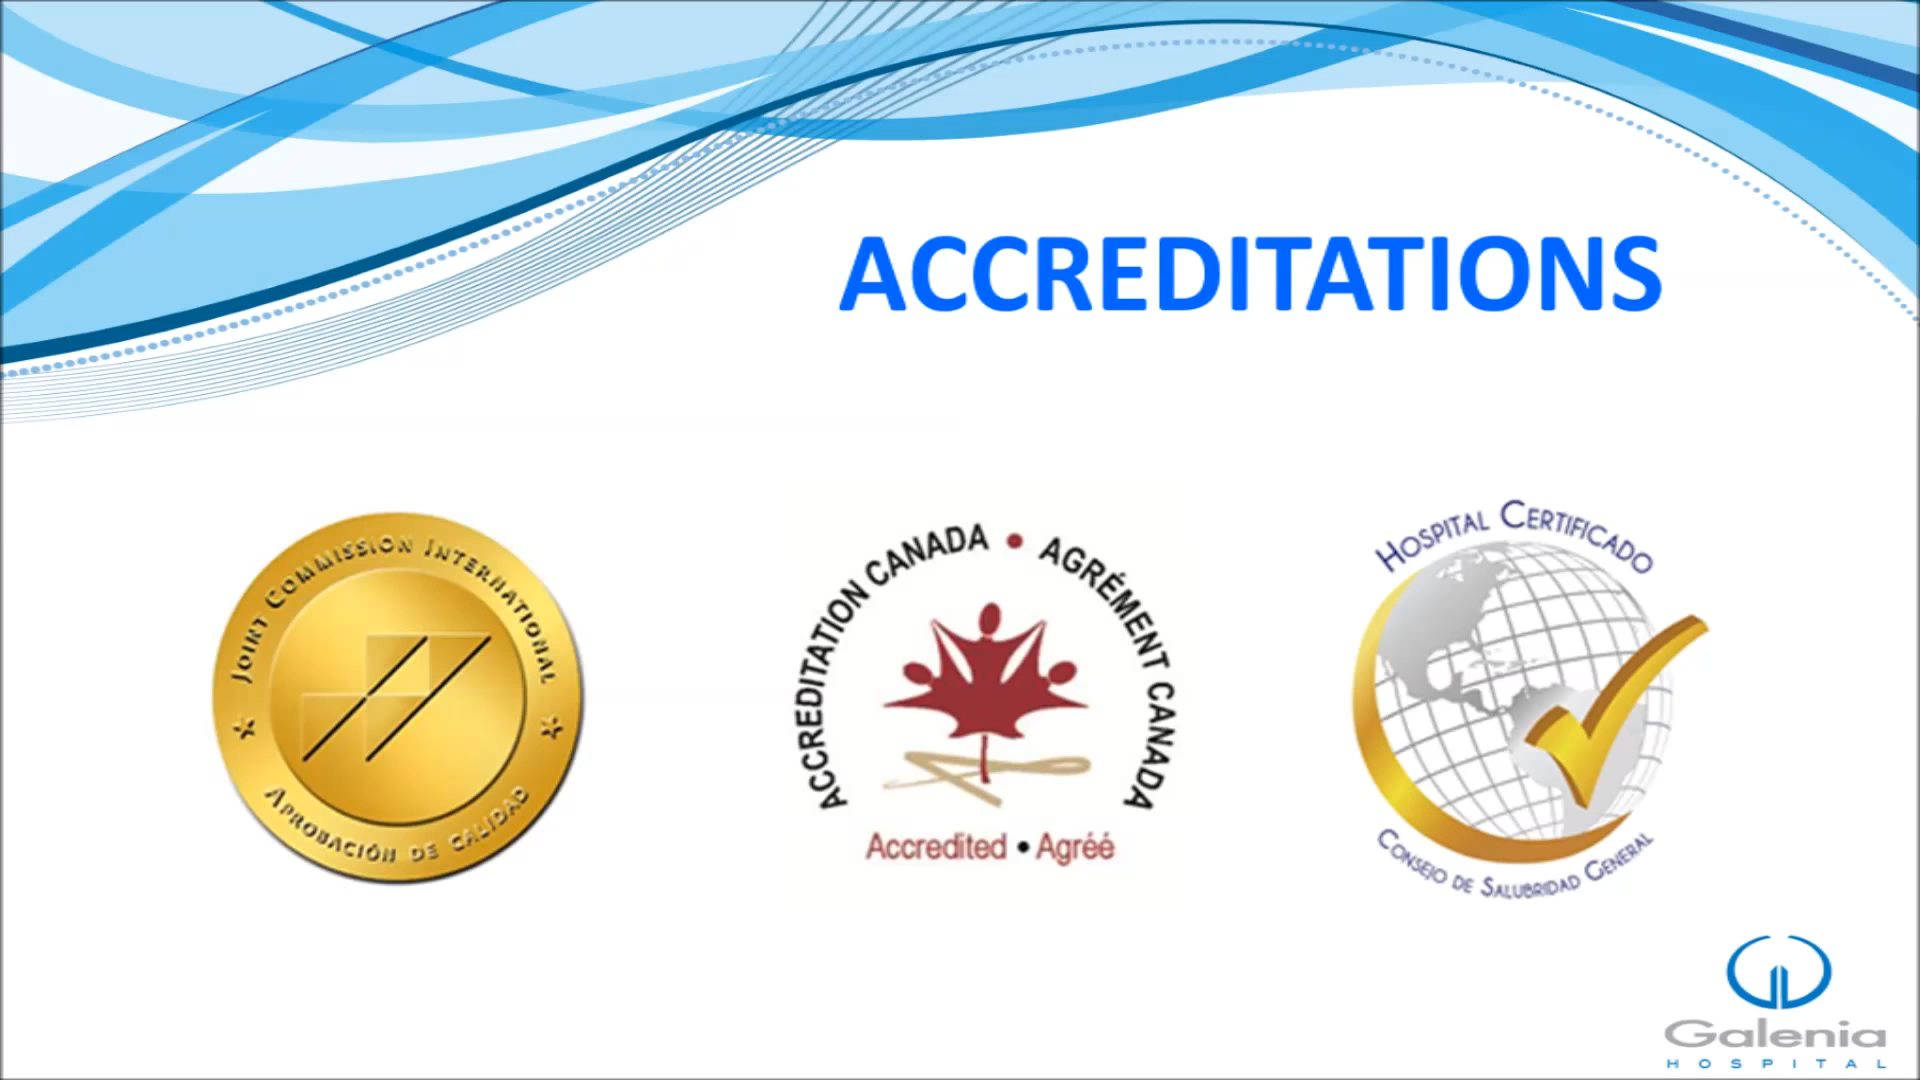 ACCREDITATIONS
JOINT COMMISSION INTERNATIONAL
APROBACIÓN DE CALIDAD
ACCREDITATION CANADA • AGRÉMENT CANADA
Accredited • Agréé
HOSPITAL CERTIFICADO
CONSEJO DE SALUBRIDAD GENERAL
Galenia
HOSPITAL